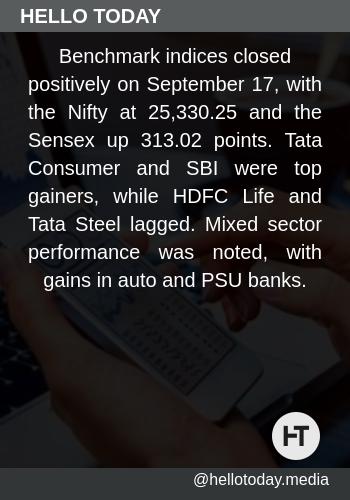 HELLO TODAY
Benchmark indices closed
positively on September 17, with
the Nifty at 25,330.25 and the
Sensex up 313.02 points. Tata
Consumer and SBI were top
gainers, while HDFC Life and
Tata Steel lagged. Mixed sector
performance was noted, with
gains in auto and PSU banks.
HT
@hellotoday.media